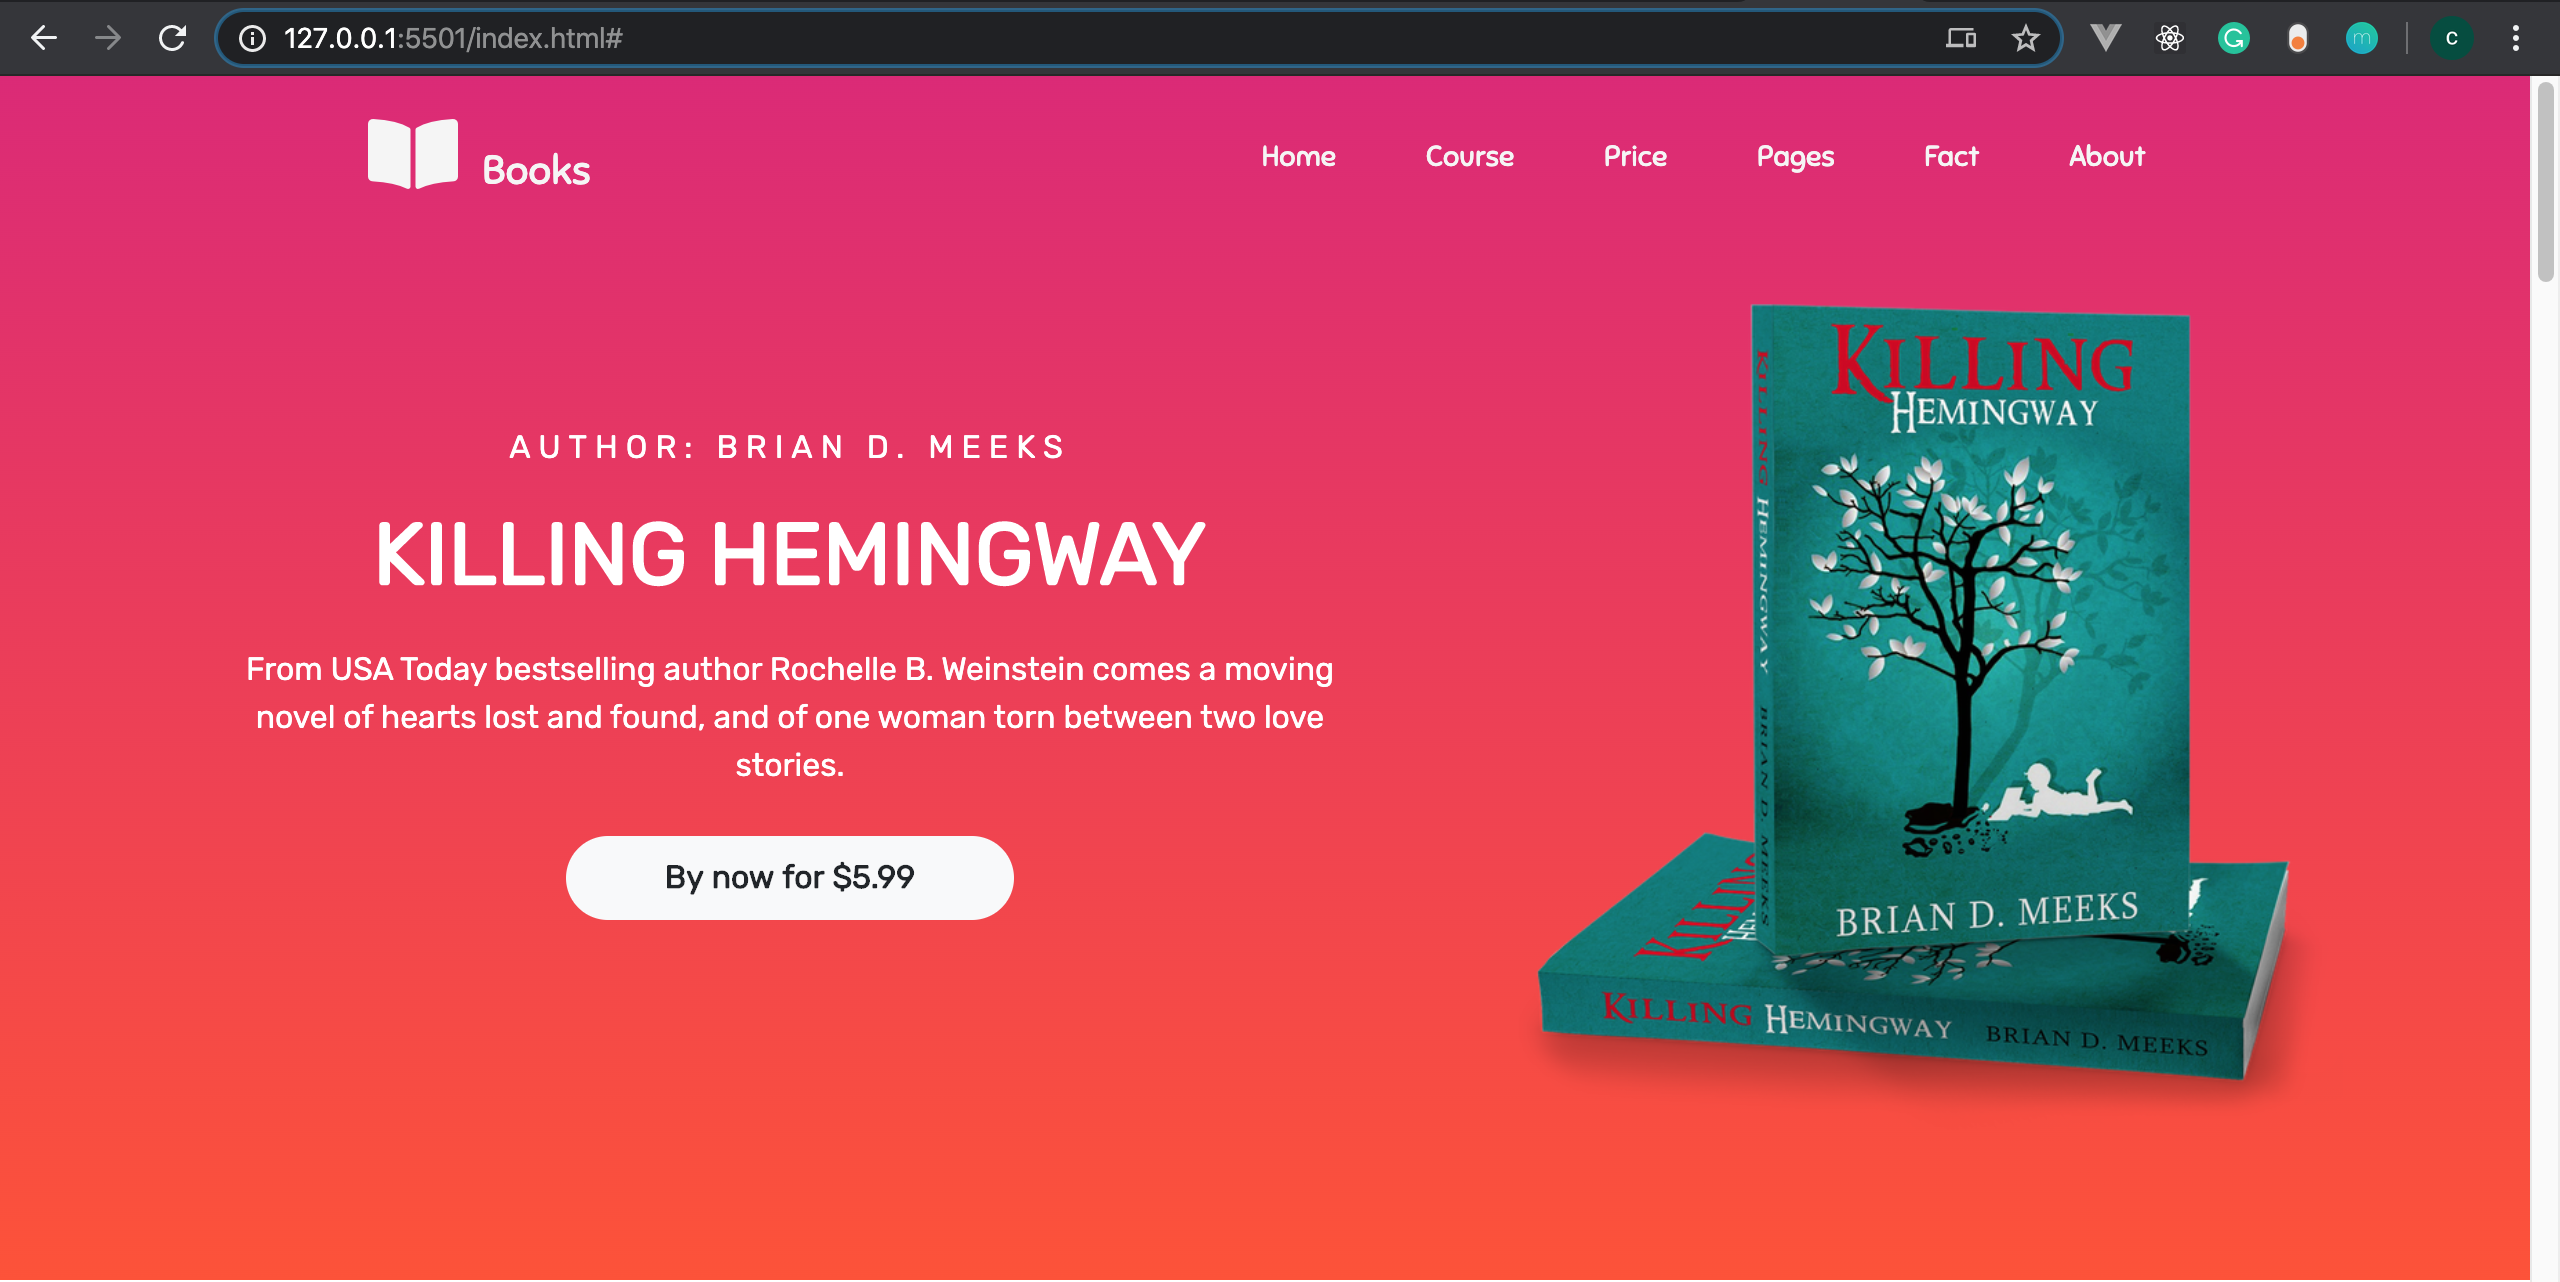 127.0.0.1:5501/index.html#
C
Books
Home Course Price Pages Fact About
AUTHOR: BRIAN D. MEEKS
KILLING HEMINGWAY
From USA Today bestselling author Rochelle B. Weinstein comes a moving
novel of hearts lost and found, and of one woman torn between two love
stories.
By now for $5.99
KILLING
HEMINGWAY
BRIAN D. MEEKS
KILLING HEMINGWAY BRIAN D. MEEKS
KILLING HEMINGWAY BRIAN D. MEEKS